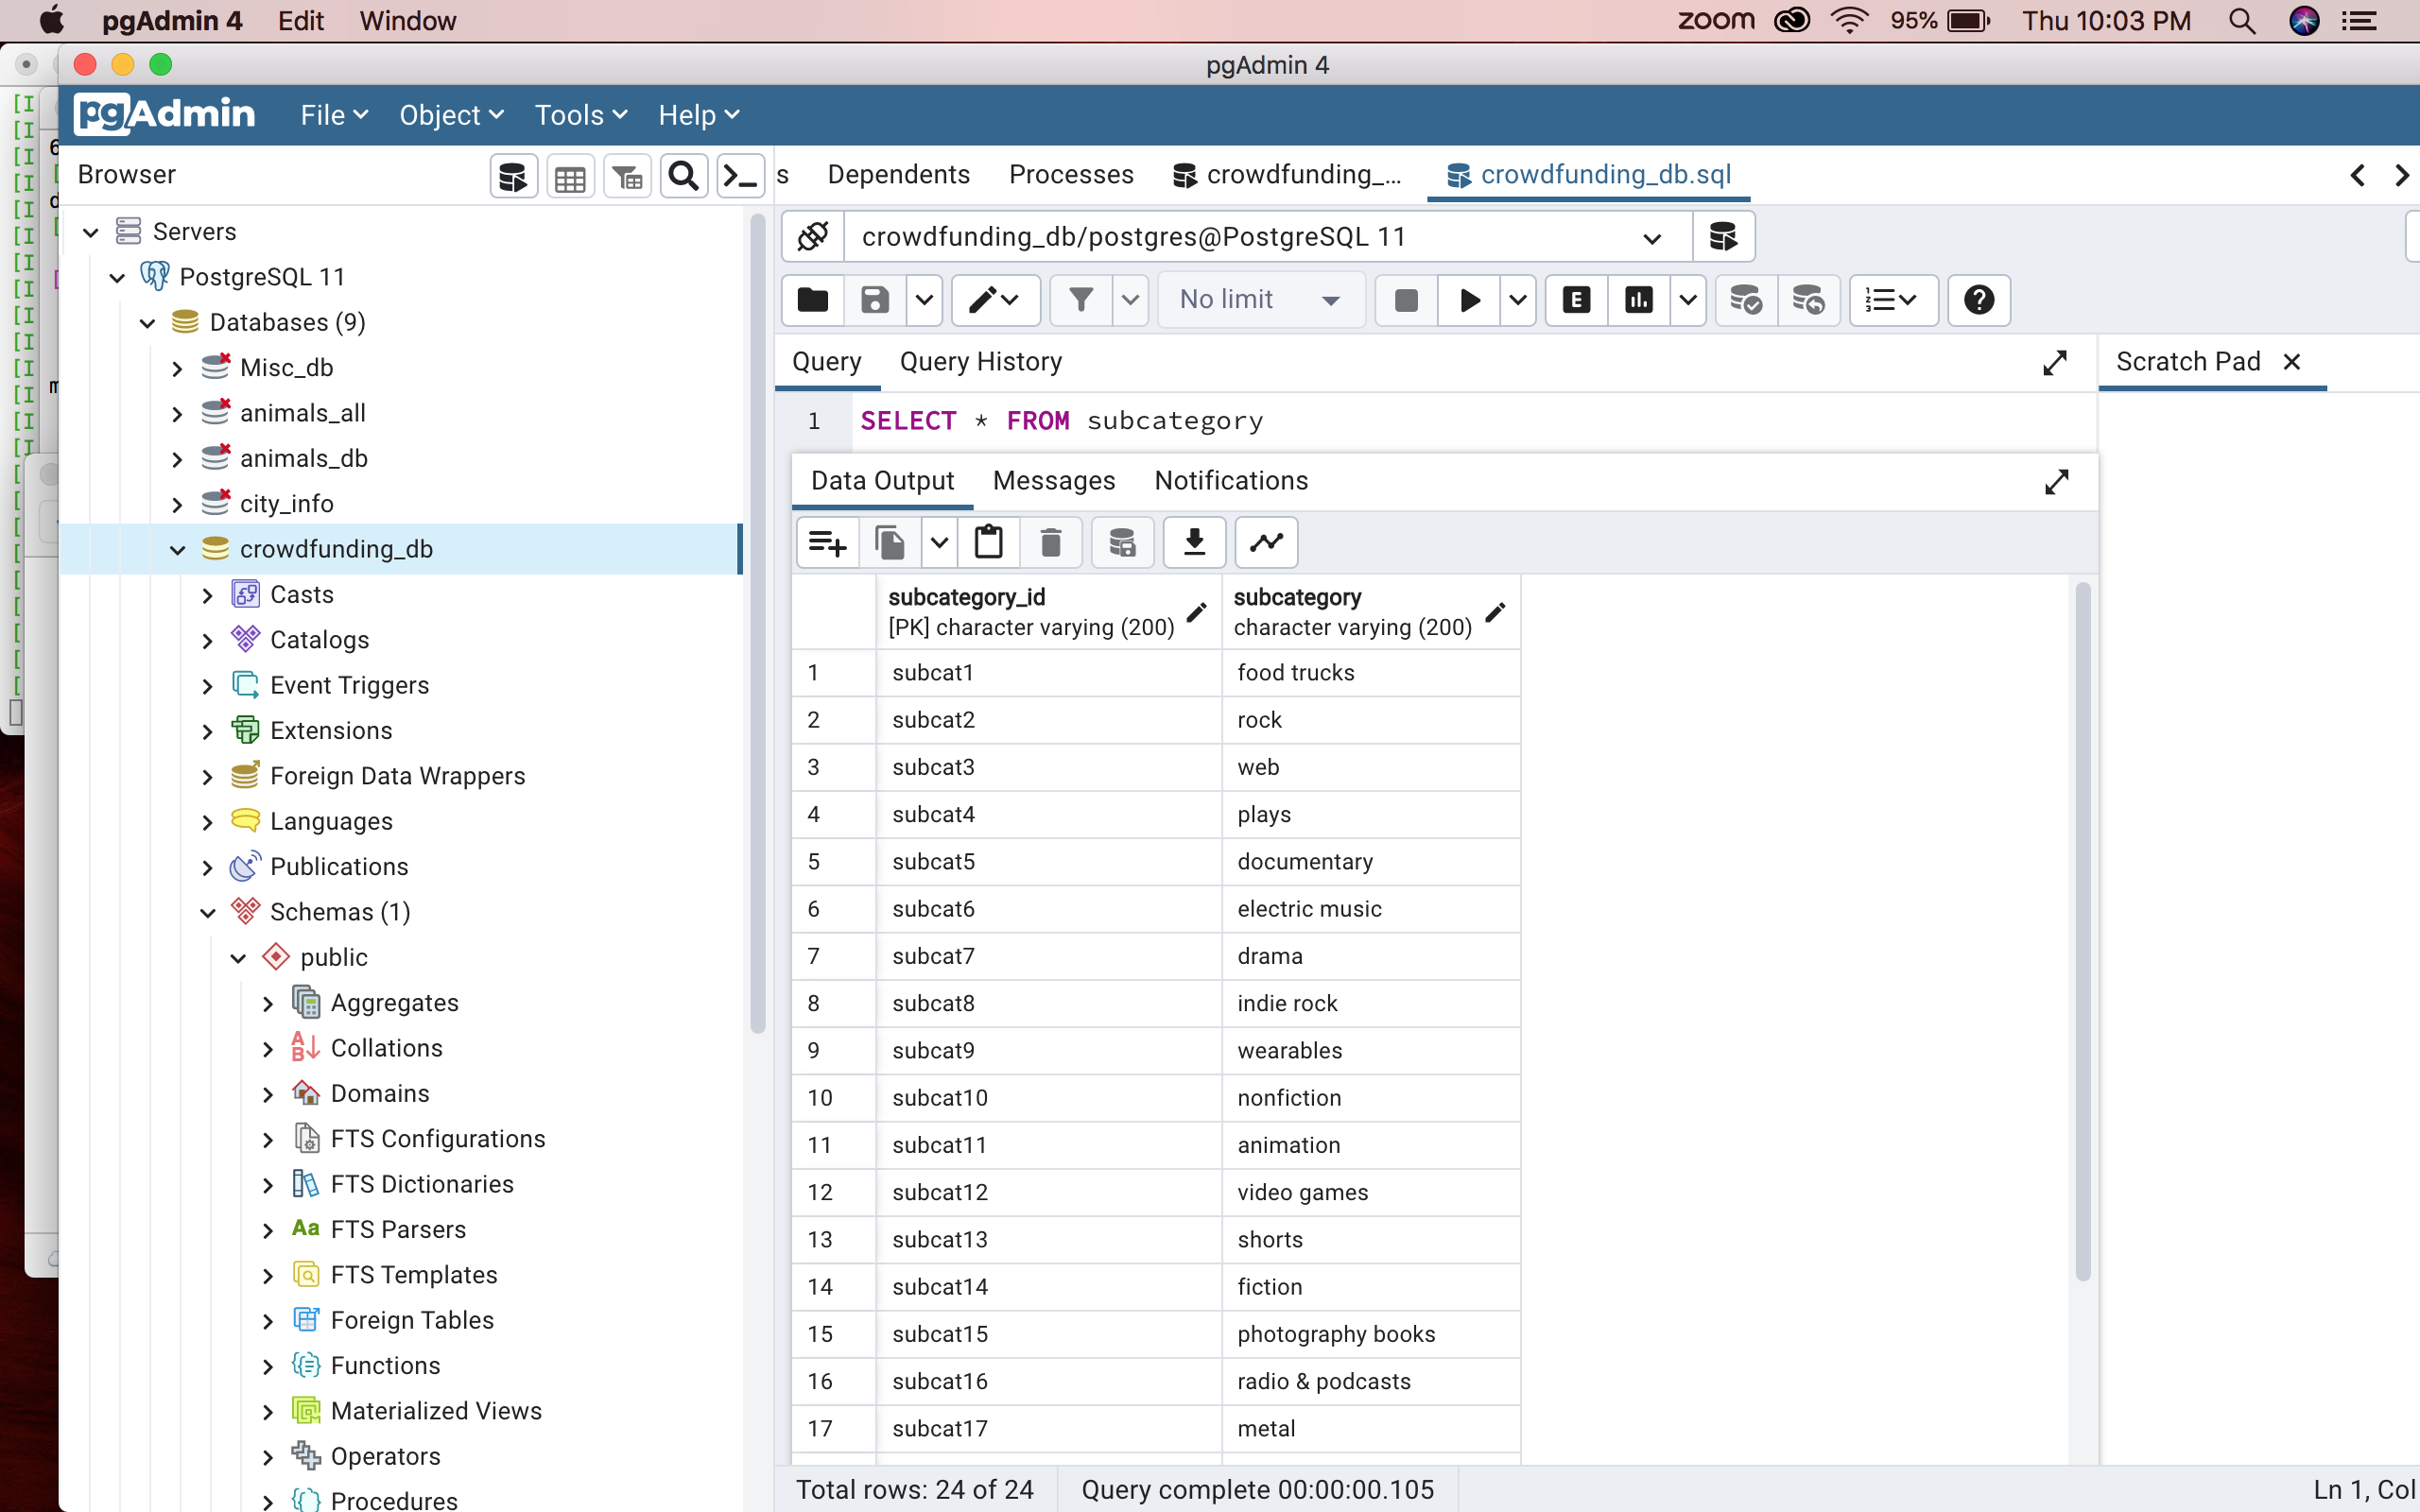 pgAdmin 4 Edit Window zoom 95% Thu 10:03 PM
pgAdmin 4
pgAdmin File Object Tools Help
Browser
s Dependents Processes crowdfunding_... crowdfunding_db.sql
Servers
PostgreSQL 11
Databases (9)
Misc_db
animals_all
animals_db
city_info
crowdfunding_db
Casts
Catalogs
Event Triggers
Extensions
Foreign Data Wrappers
Languages
Publications
Schemas (1)
public
Aggregates
Collations
Domains
FTS Configurations
FTS Dictionaries
Aa FTS Parsers
FTS Templates
Foreign Tables
Functions
Materialized Views
Operators
Procedures
crowdfunding_db/postgres@PostgreSQL 11
No limit
E
Query Query History
Scratch Pad
1 SELECT * FROM subcategory
Data Output Messages Notifications
subcategory_id subcategory
[PK] character varying (200) character varying (200)
1 subcat1 food trucks
2 subcat2 rock
3 subcat3 web
4 subcat4 plays
5 subcat5 documentary
6 subcat6 electric music
7 subcat7 drama
8 subcat8 indie rock
9 subcat9 wearables
10 subcat10 nonfiction
11 subcat11 animation
12 subcat12 video games
13 subcat13 shorts
14 subcat14 fiction
15 subcat15 photography books
16 subcat16 radio & podcasts
17 subcat17 metal
Total rows: 24 of 24 Query complete 00:00:00.105 Ln 1, Col